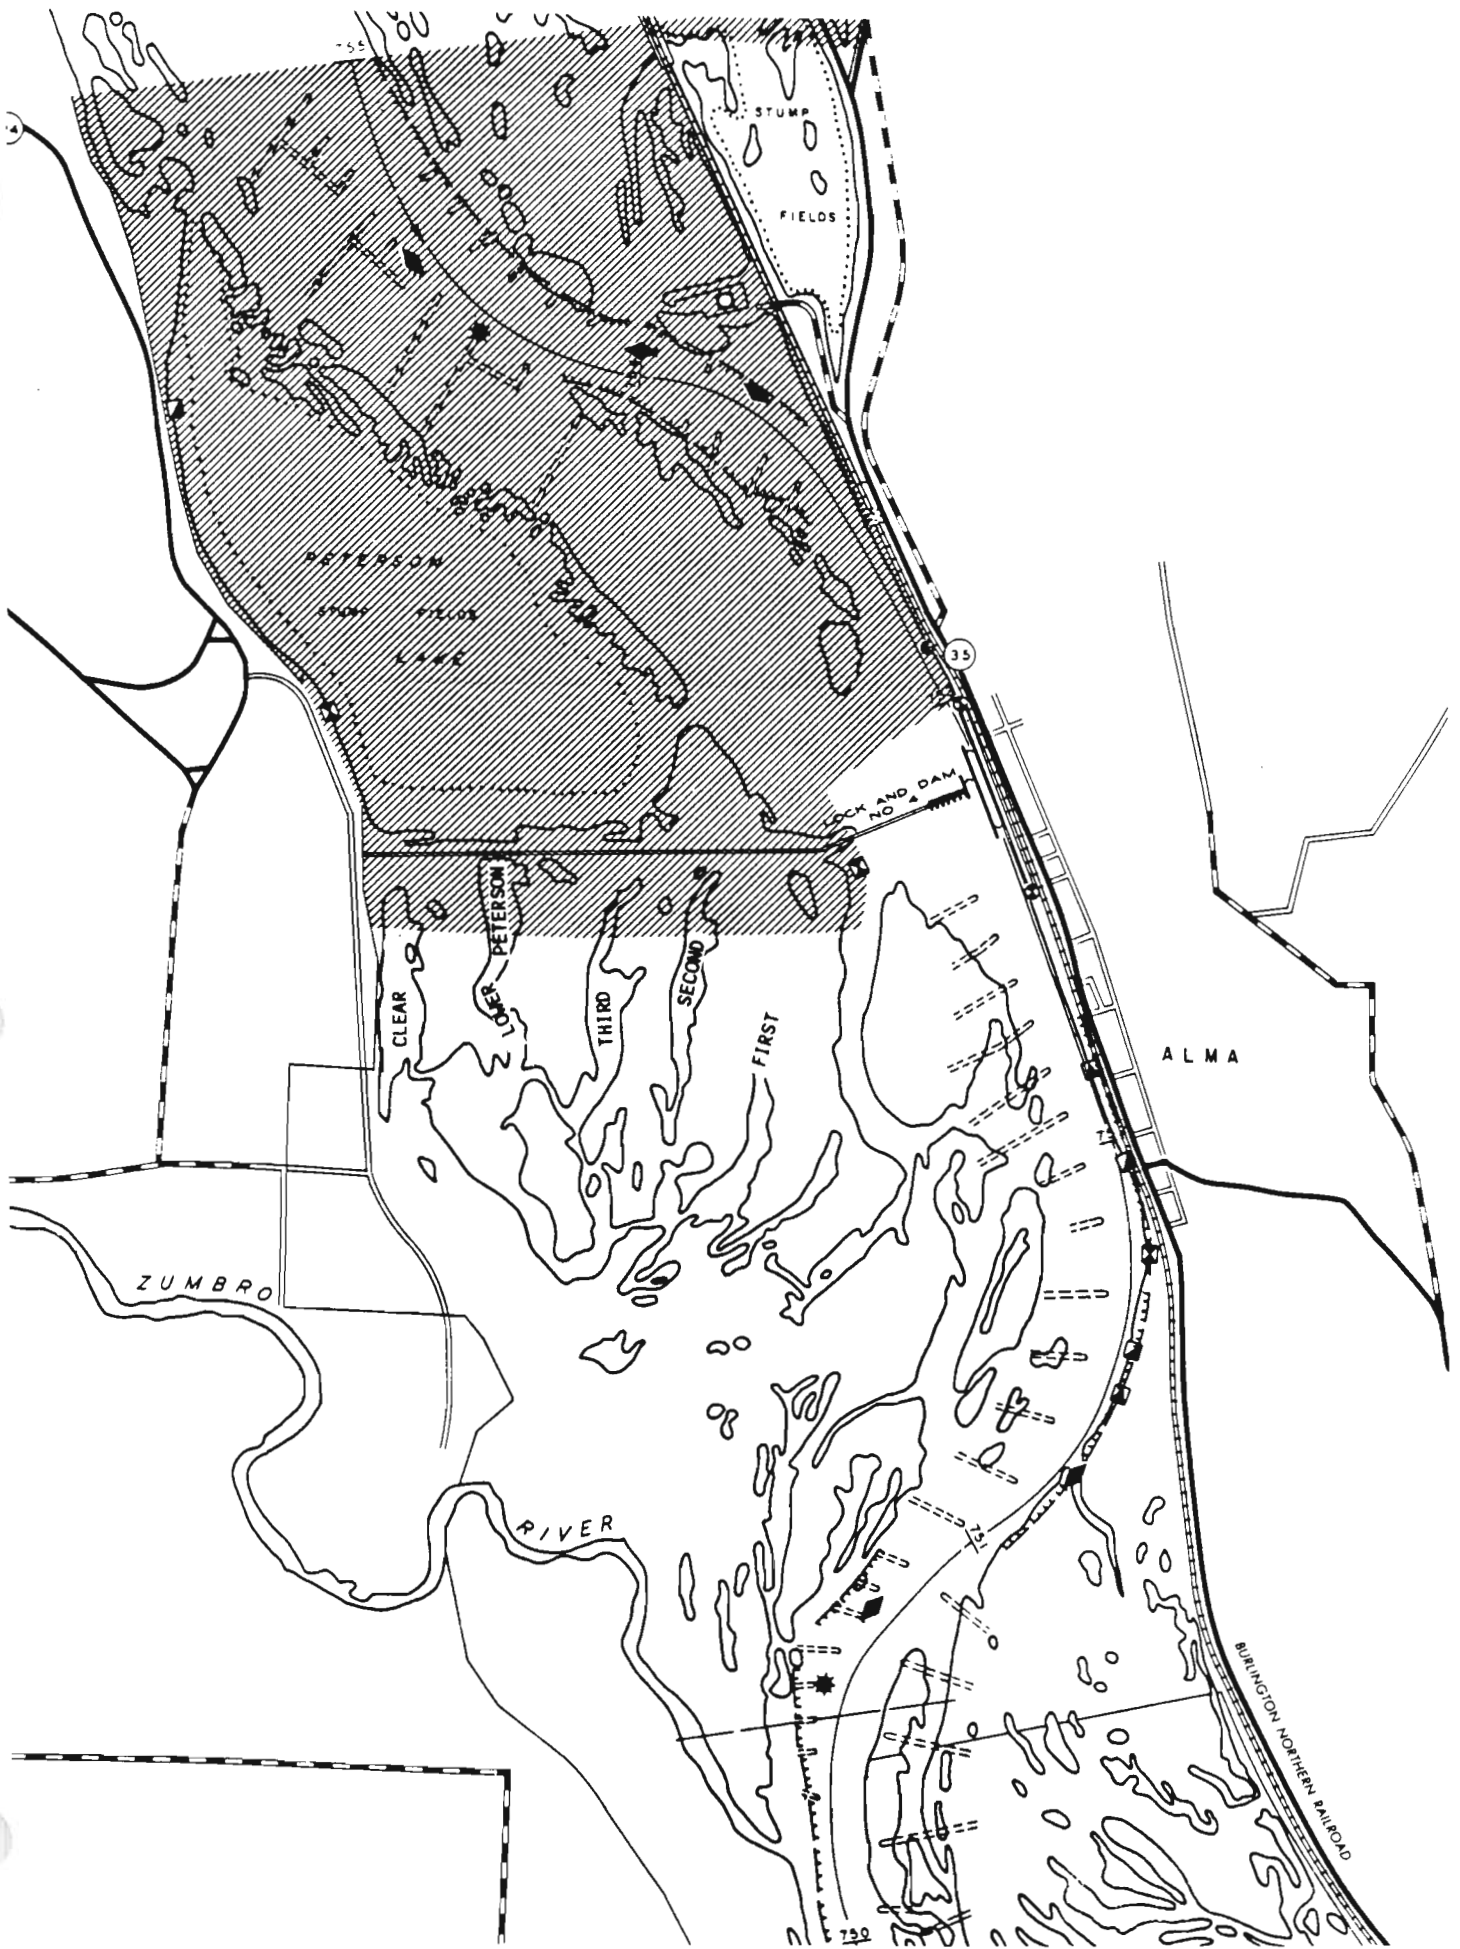 755
STUMP
FIELDS
PETERSON
STUMP FIELDS
LAKE
35
LOCK AND DAM
NO 4
CLEAR
LOWER PETERSON
THIRD
SECOND
FIRST
ALMA
ZUMBRO
RIVER
751
750
BURLINGTON NORTHERN RAILROAD